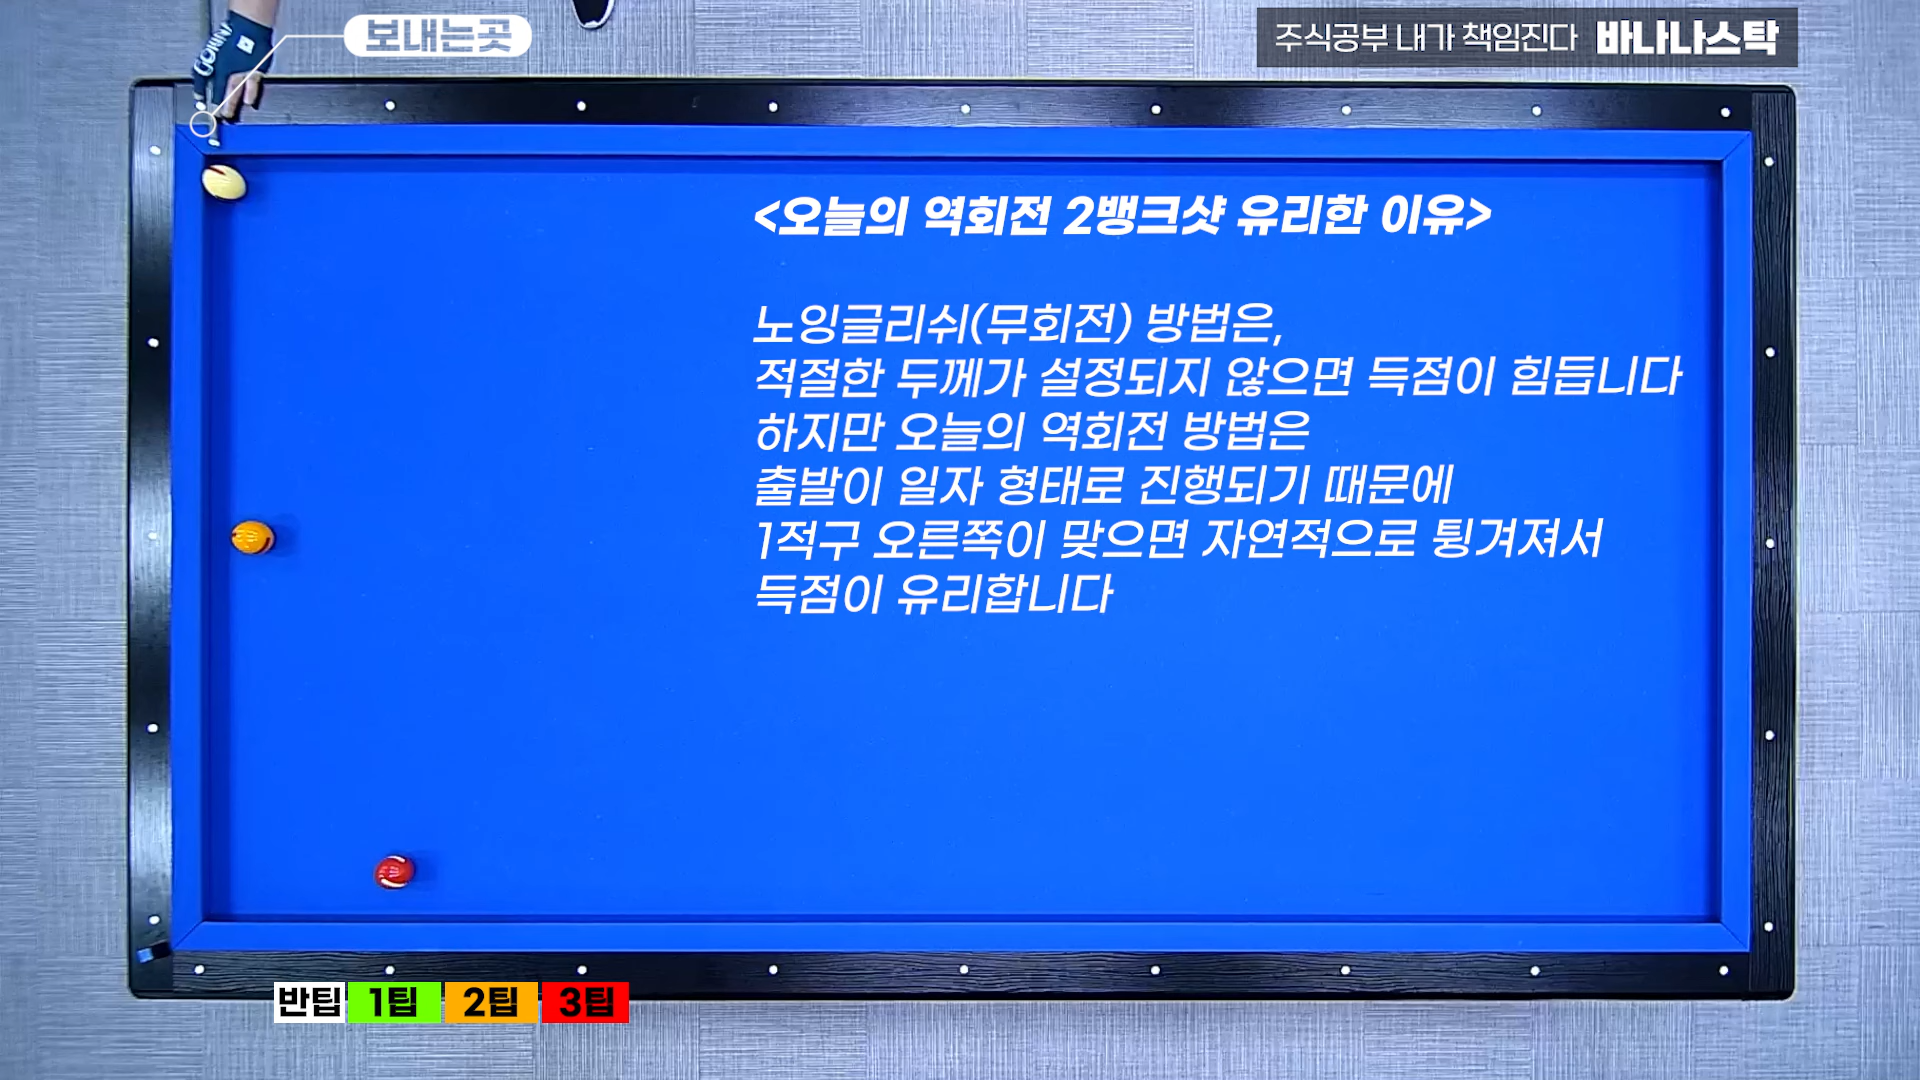 보내는곳
주식공부 내가 책임진다 바나나스탁
<오늘의 역회전 2뱅크샷 유리한 이유>
노잉글리쉬(무회전) 방법은,
적절한 두께가 설정되지 않으면 득점이 힘듭니다
하지만 오늘의 역회전 방법은
출발이 일자 형태로 진행되기 때문에
1적구 오른쪽이 맞으면 자연적으로 튕겨져서
득점이 유리합니다
반팁 1팁 2팁 3팁